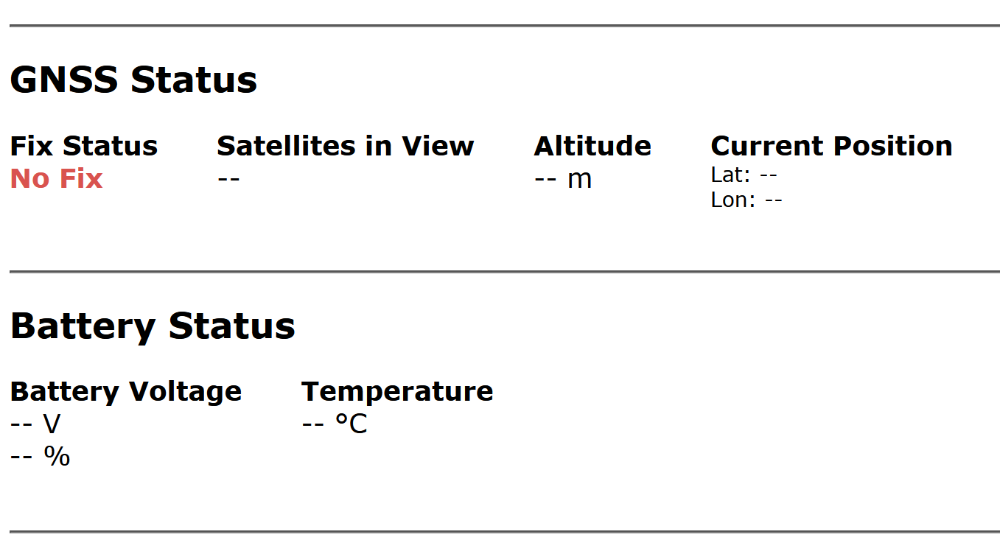 GNSS Status
Fix Status Satellites in View Altitude Current Position
No Fix -- -- m Lat: --
Lon: --
Battery Status
Battery Voltage Temperature
-- V -- °C
-- %